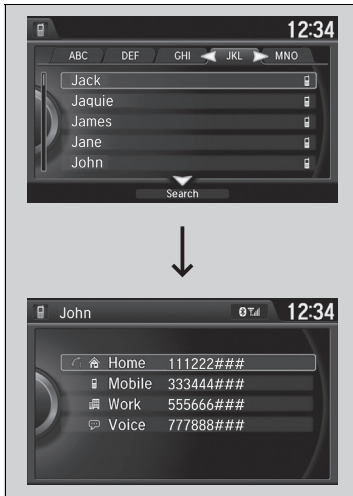 12:34
ABC DEF GHI JKL MNO
Jack
Jaquie
James
Jane
John
Search
John 12:34
Home 111222###
Mobile 333444###
Work 555666###
Voice 777888###